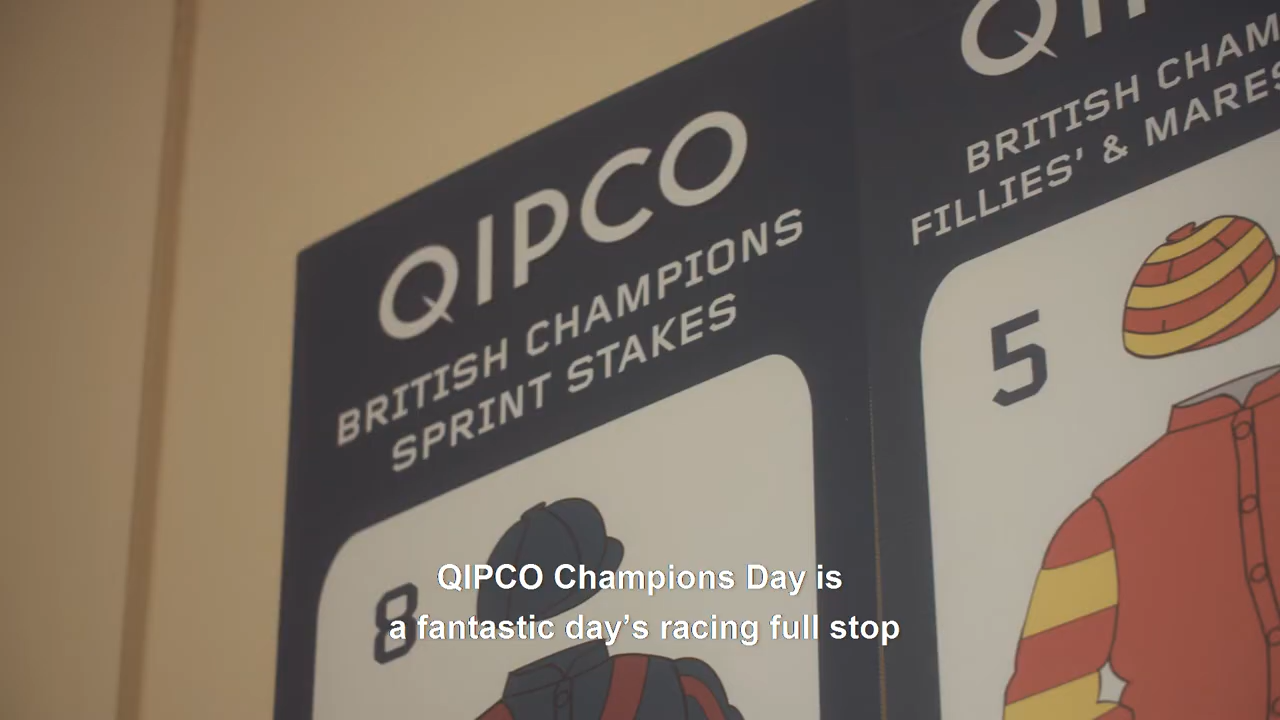 QIPCO
BRITISH CHAMPIONS
SPRINT STAKES
8
BRITISH CHAM
FILLIES' & MARES
5
QIPCO Champions Day is
a fantastic day’s racing full stop